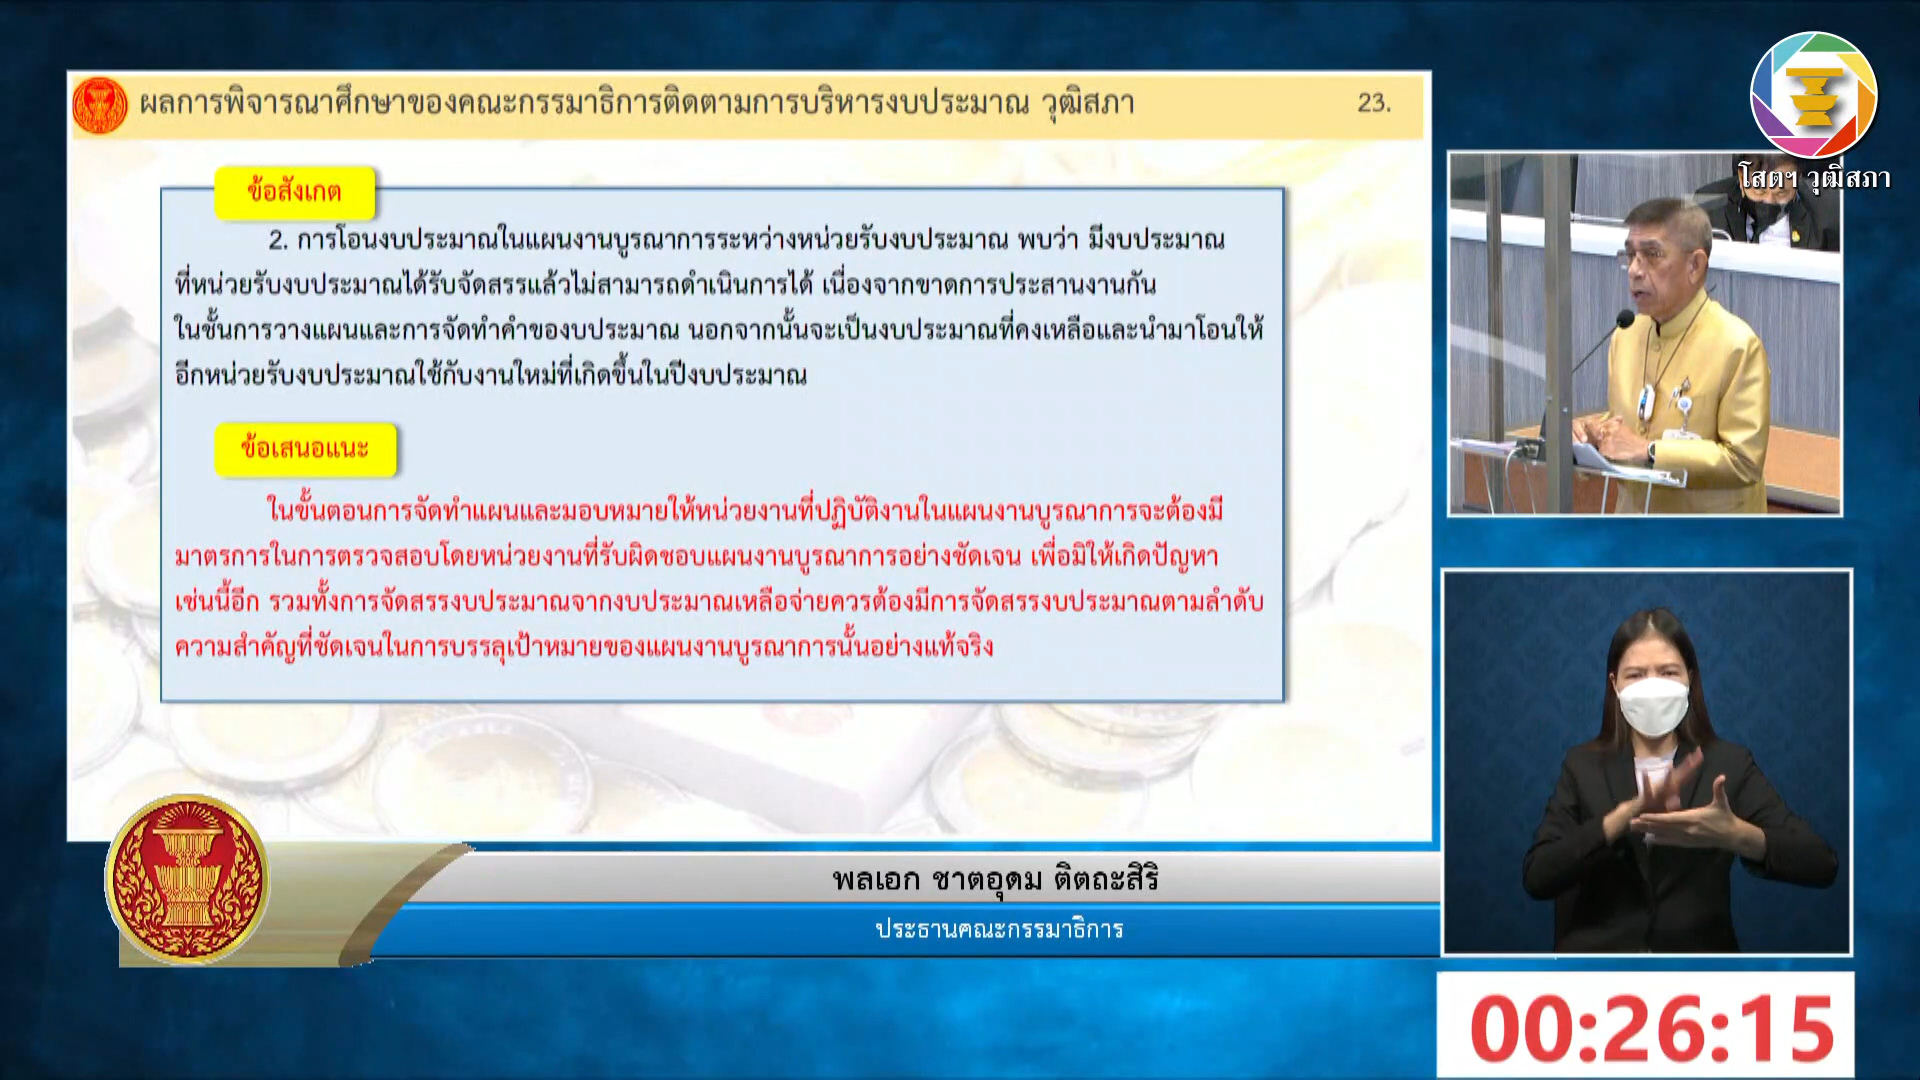 ผลการพิจารณาศึกษาของคณะกรรมาธิการติดตามการบริหารงบประมาณ วุฒิสภา
23.
โสตฯ วุฒิสภา
ข้อสังเกต
2. การโอนงบประมาณในแผนงานบูรณาการระหว่างหน่วยรับงบประมาณ พบว่า มีงบประมาณ
ที่หน่วยรับงบประมาณได้รับจัดสรรแล้วไม่สามารถดำเนินการได้ เนื่องจากขาดการประสานงานกัน
ในชั้นการวางแผนและการจัดทำคำของบประมาณ นอกจากนั้นจะเป็นงบประมาณที่คงเหลือและนำมาโอนให้
อีกหน่วยรับงบประมาณใช้กับงานใหม่ที่เกิดขึ้นในปีงบประมาณ
ข้อเสนอแนะ
ในขั้นตอนการจัดทำแผนและมอบหมายให้หน่วยงานที่ปฏิบัติงานในแผนงานบูรณาการจะต้องมี
มาตรการในการตรวจสอบโดยหน่วยงานที่รับผิดชอบแผนงานบูรณาการอย่างชัดเจน เพื่อมิให้เกิดปัญหา
เช่นนี้อีก รวมทั้งการจัดสรรงบประมาณจากงบประมาณเหลือจ่ายควรต้องมีการจัดสรรงบประมาณตามลำดับ
ความสำคัญที่ชัดเจนในการบรรลุเป้าหมายของแผนงานบูรณาการนั้นอย่างแท้จริง
พลเอก ชาตอุดม ติตถะสิริ
ประธานคณะกรรมาธิการ
00:26:15